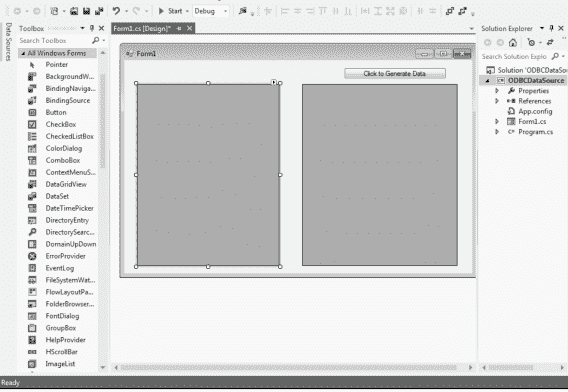 Start
Debug
Data Sources
Toolbox
Search Toolbox
All Windows Forms
Pointer
BackgroundW...
BindingNaviga...
BindingSource
Button
CheckBox
CheckedListBox
ColorDialog
ComboBox
ContextMenuS...
DataGridView
DataSet
DateTimePicker
DirectoryEntry
DirectorySearc...
DomainUpDown
ErrorProvider
EventLog
FileSystemWat...
FlowLayoutPa...
FolderBrowser...
FontDialog
GroupBox
HelpProvider
HScrollBar
ImageList
Form1.cs [Design]*
Form1
Click to Generate Data
Solution Explorer
Search Solution Explo
Solution 'ODBCDataSo
ODBCDataSource
Properties
References
App.config
Form1.cs
C# Program.cs
Ready